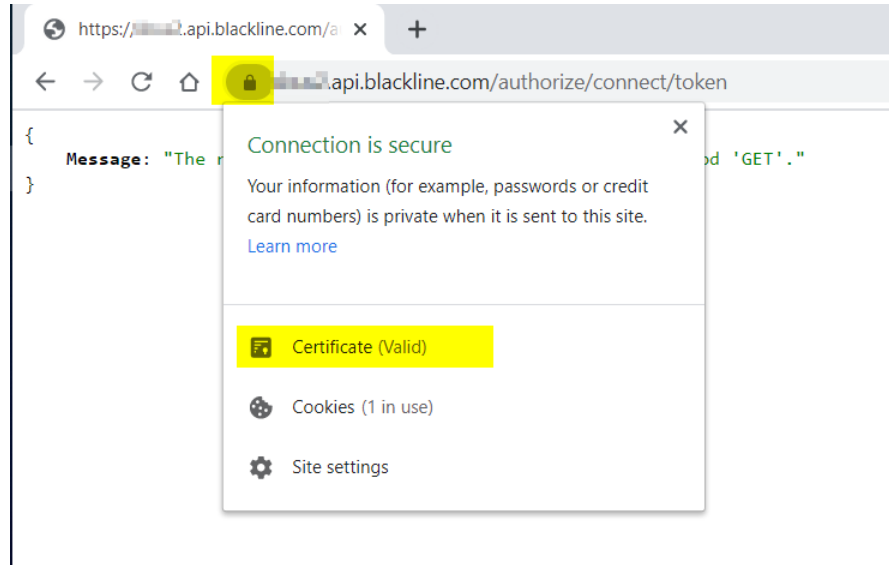 https:// .api.blackline.com/a
.api.blackline.com/authorize/connect/token
{
Message: "The r od 'GET'."
}
Connection is secure
Your information (for example, passwords or credit
card numbers) is private when it is sent to this site.
Learn more
Certificate (Valid)
Cookies (1 in use)
Site settings